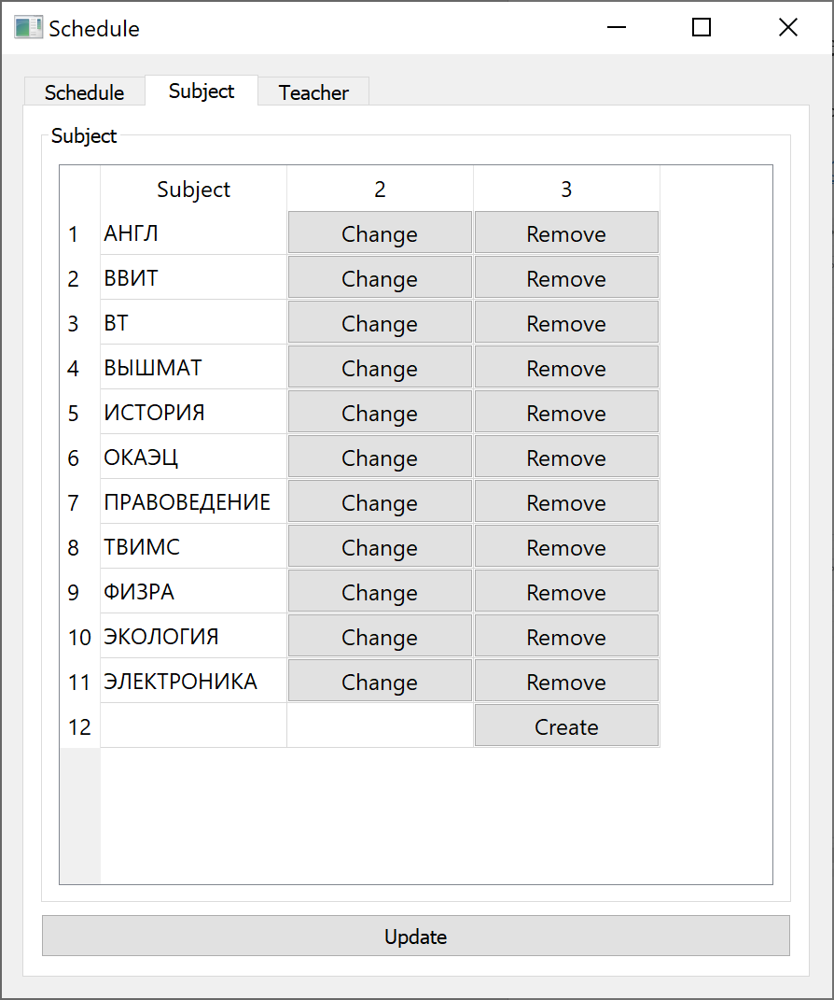 Schedule
Schedule Subject Teacher
Subject
Subject 2 3
1 АНГЛ Change Remove
2 ВВИТ Change Remove
3 ВТ Change Remove
4 ВЫШМАТ Change Remove
5 ИСТОРИЯ Change Remove
6 ОКАЭЦ Change Remove
7 ПРАВОВЕДЕНИЕ Change Remove
8 ТВИМС Change Remove
9 ФИЗРА Change Remove
10 ЭКОЛОГИЯ Change Remove
11 ЭЛЕКТРОНИКА Change Remove
12 Create
Update